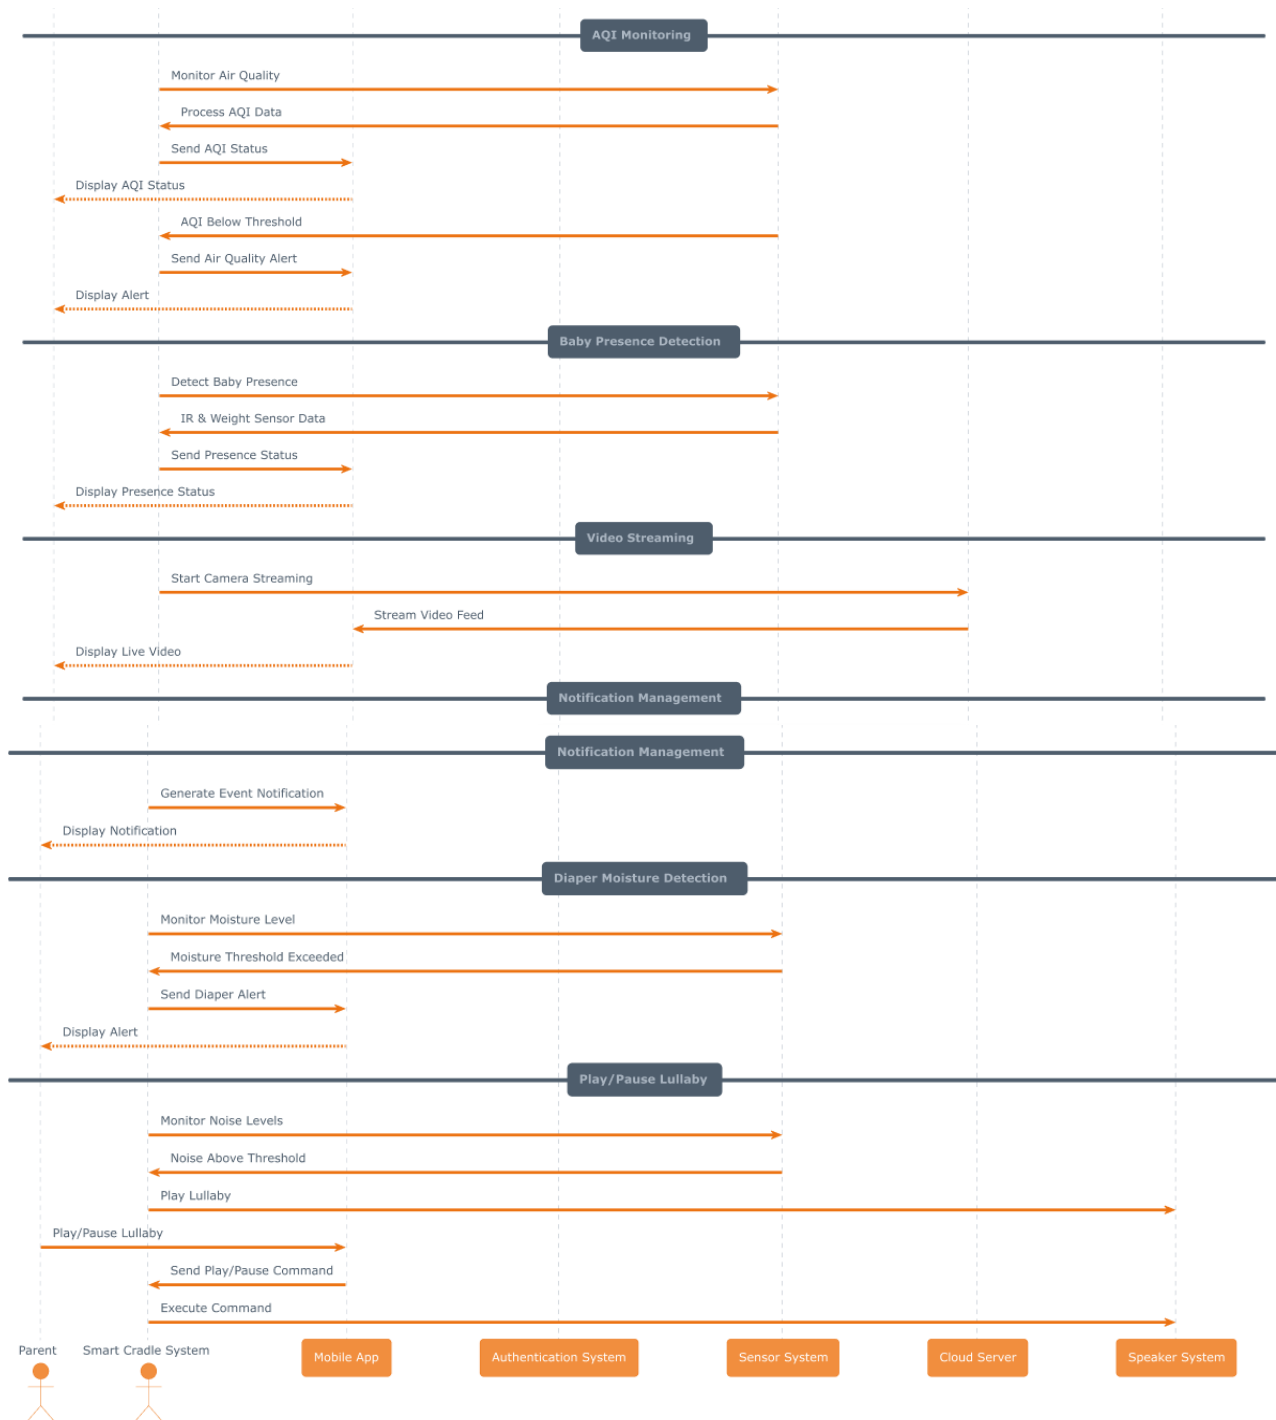 AQI Monitoring
Monitor Air Quality
Process AQI Data
Send AQI Status
Display AQI Status
AQI Below Threshold
Send Air Quality Alert
Display Alert
Baby Presence Detection
Detect Baby Presence
IR & Weight Sensor Data
Send Presence Status
Display Presence Status
Video Streaming
Start Camera Streaming
Stream Video Feed
Display Live Video
Notification Management
Notification Management
Generate Event Notification
Display Notification
Diaper Moisture Detection
Monitor Moisture Level
Moisture Threshold Exceeded
Send Diaper Alert
Display Alert
Play/Pause Lullaby
Monitor Noise Levels
Noise Above Threshold
Play Lullaby
Play/Pause Lullaby
Send Play/Pause Command
Execute Command
Parent
Smart Cradle System
Mobile App
Authentication System
Sensor System
Cloud Server
Speaker System